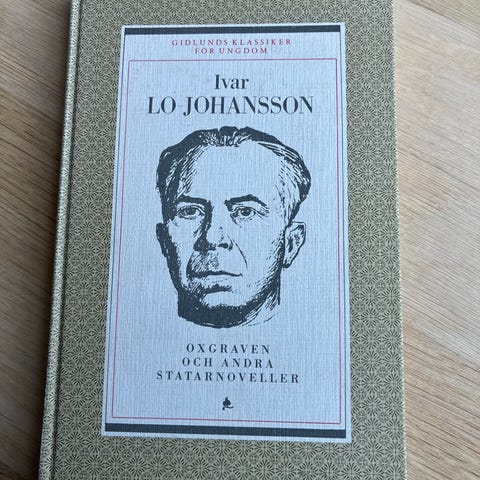 GIDLUNDS KLASSIKER
FÖR UNGDOM
Ivar
LO-JOHANSSON
OXGRAVEN
OCH ANDRA
STATARNOVELLER